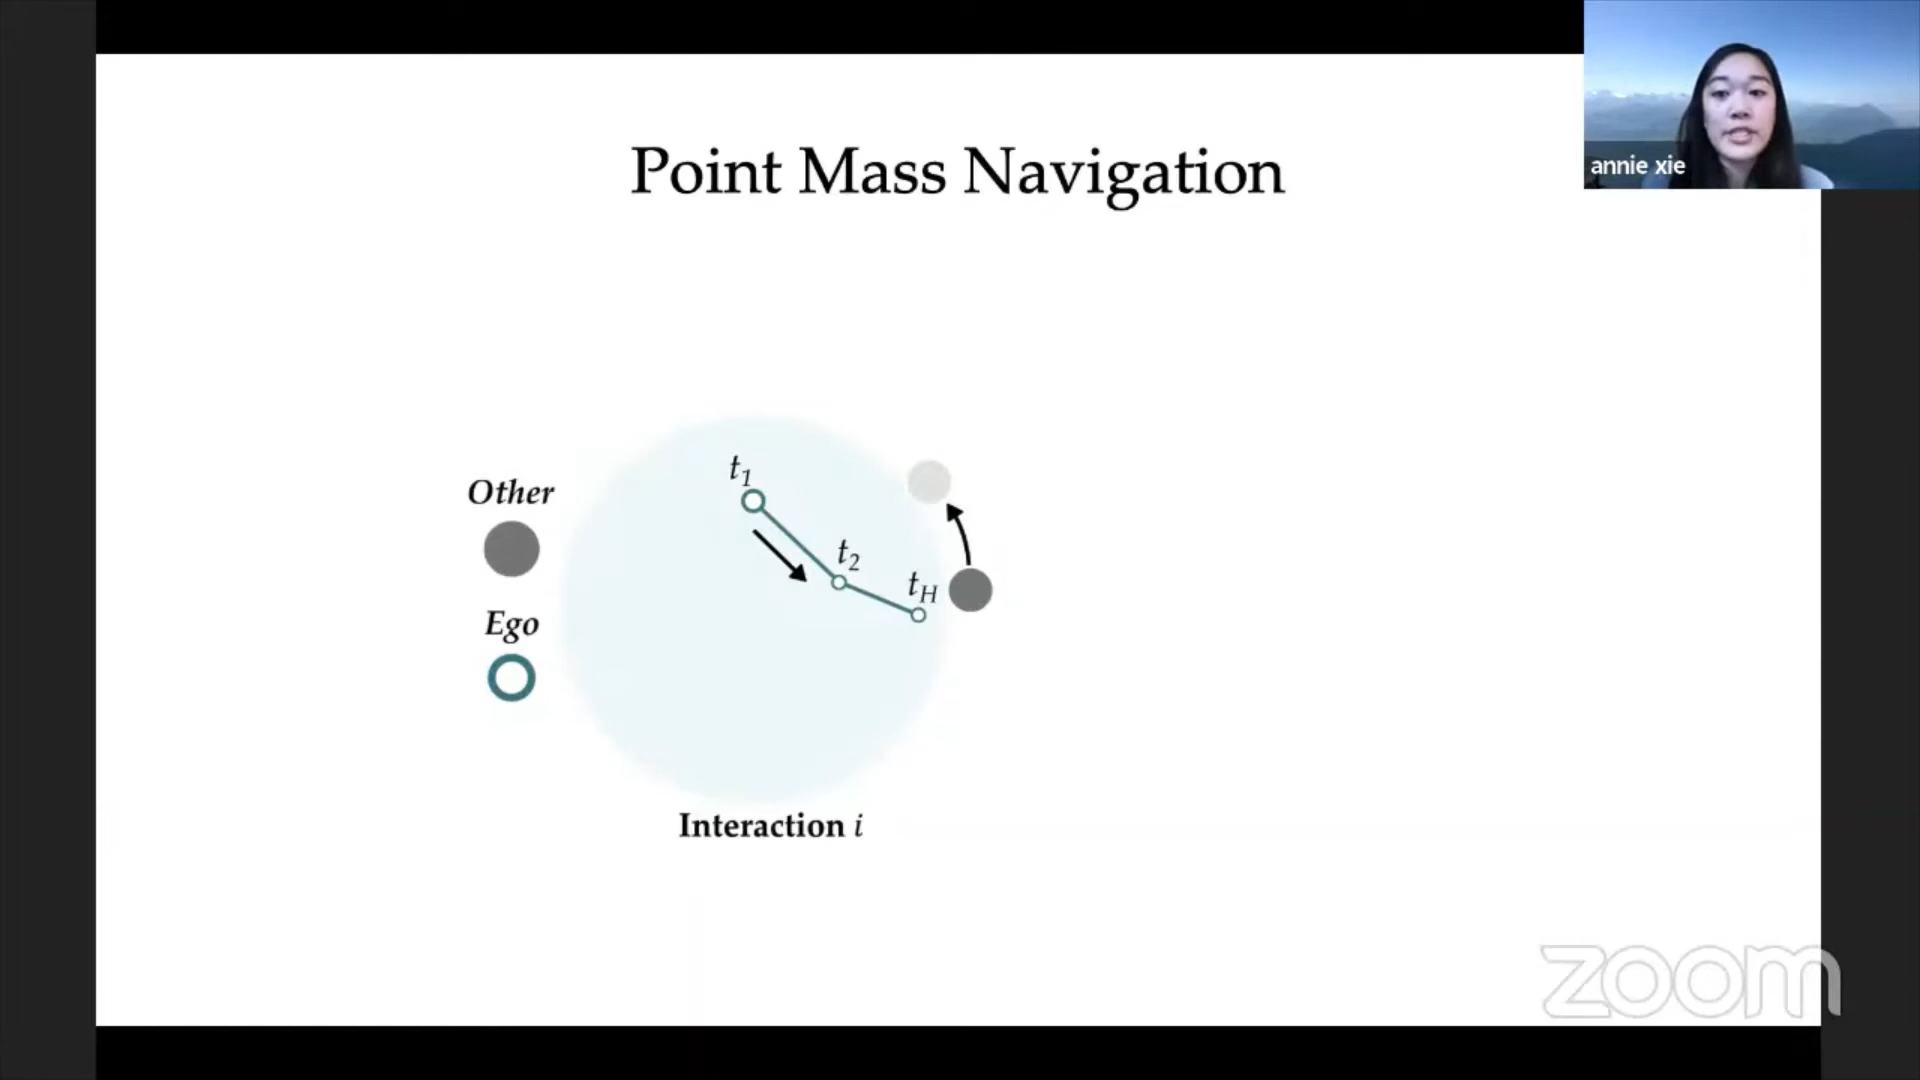 Point Mass Navigation
annie xie
Other
Ego
t1
t2
tH
Interaction i
zoom